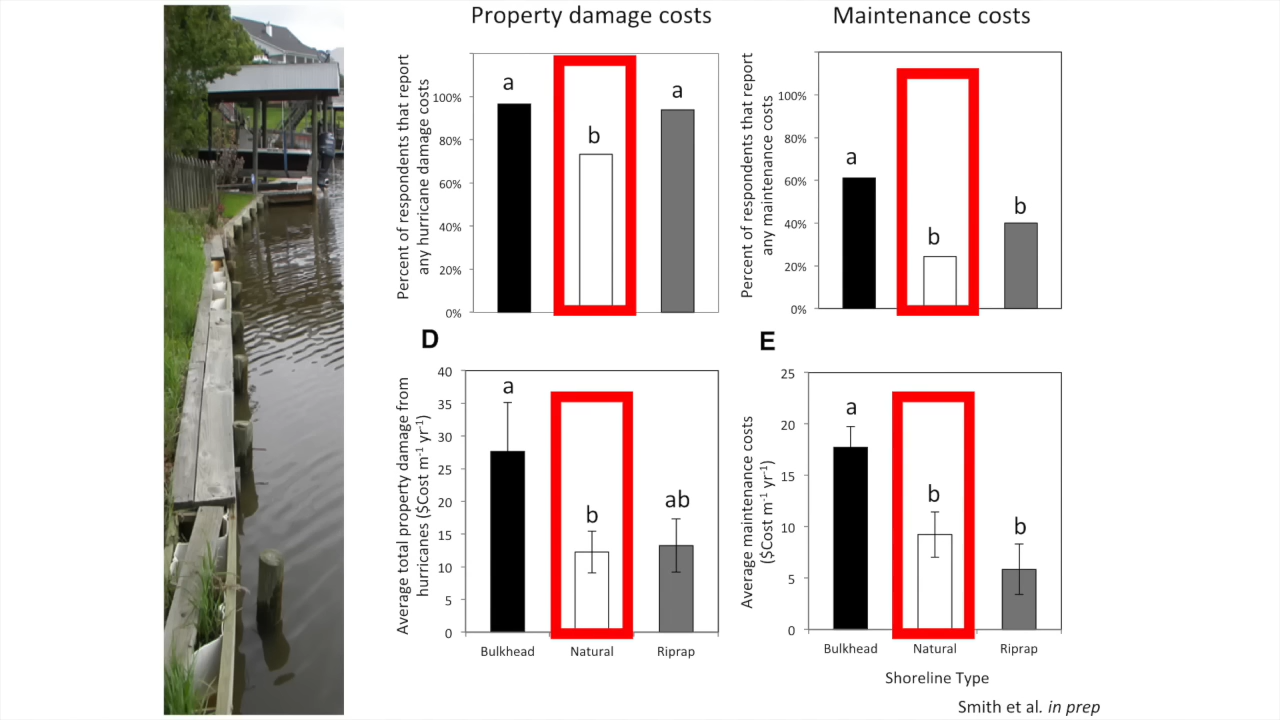 Property damage costs
Maintenance costs
Percent of respondents that report
any hurricane damage costs
100%
80%
60%
40%
20%
0%
a
b
a
Percent of respondents that report
any maintenance costs
100%
80%
60%
40%
20%
0%
a
b
b
D
Average total property damage from
hurricanes ($Cost m⁻¹ yr⁻¹)
40
35
30
25
20
15
10
5
0
a
b
ab
Bulkhead
Natural
Riprap
E
Average maintenance costs
($Cost m⁻¹ yr⁻¹)
25
20
15
10
5
0
a
b
b
Bulkhead
Natural
Riprap
Shoreline Type
Smith et al. in prep